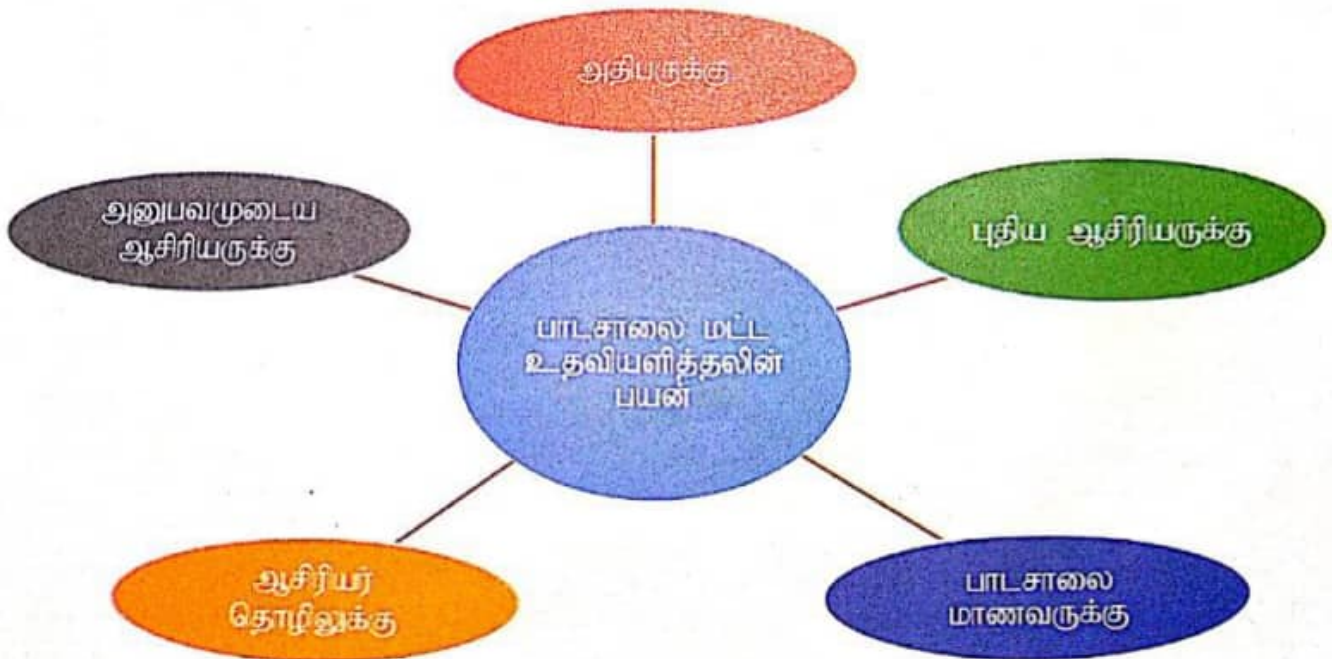 அதிபருக்கு
அனுபவமுடைய
ஆசிரியருக்கு
புதிய ஆசிரியருக்கு
பாடசாலை மட்ட
உதவியளித்தலின்
பயன்
ஆசிரியர்
தொழிலுக்கு
பாடசாலை
மாணவருக்கு